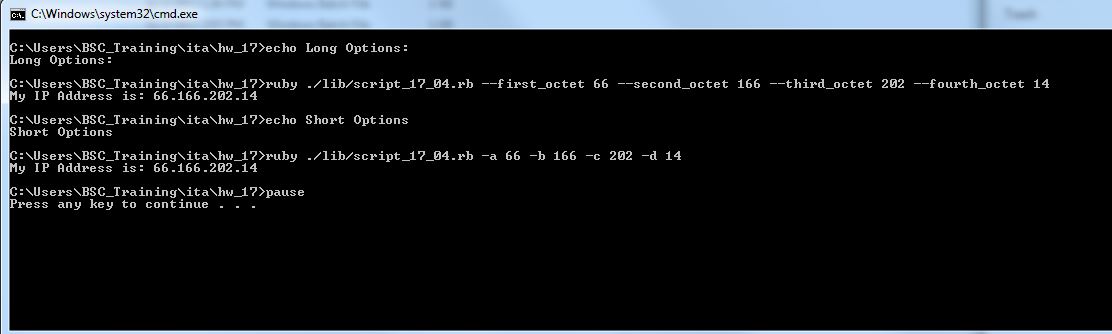 C:\Windows\system32\cmd.exe
C:\Users\BSC_Training\ita\hw_17>echo Long Options:
Long Options:
C:\Users\BSC_Training\ita\hw_17>ruby ./lib/script_17_04.rb --first_octet 66 --second_octet 166 --third_octet 202 --fourth_octet 14
My IP Address is: 66.166.202.14
C:\Users\BSC_Training\ita\hw_17>echo Short Options
Short Options
C:\Users\BSC_Training\ita\hw_17>ruby ./lib/script_17_04.rb -a 66 -b 166 -c 202 -d 14
My IP Address is: 66.166.202.14
C:\Users\BSC_Training\ita\hw_17>pause
Press any key to continue . . .